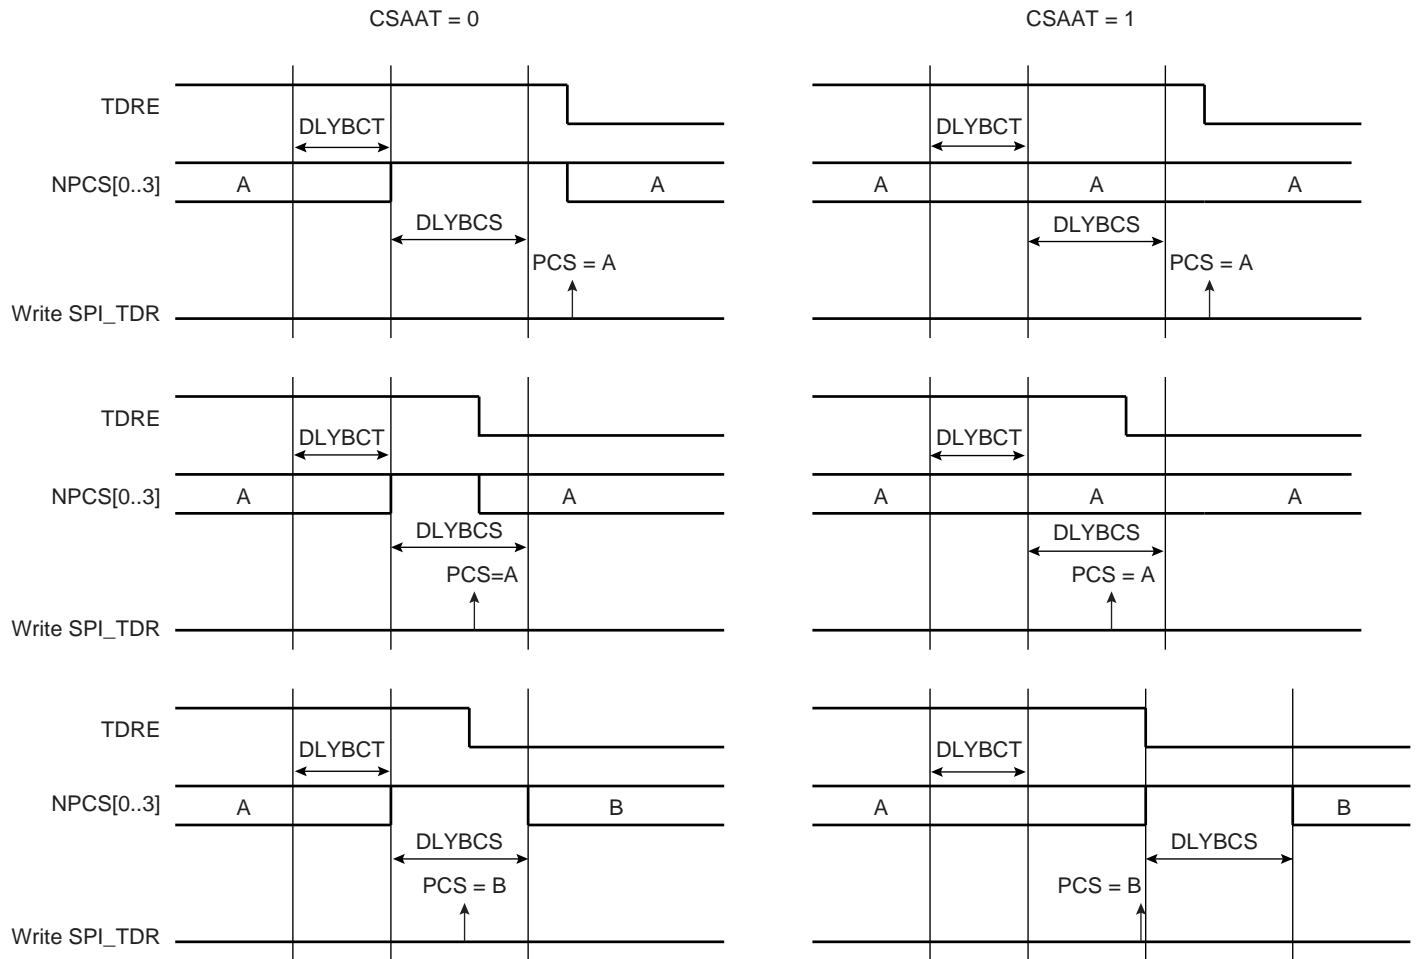 CSAAT = 0 CSAAT = 1
TDRE
DLYBCT DLYBCT
NPCS[0..3] A A A A A
DLYBCS DLYBCS
PCS = A PCS = A
Write SPI_TDR
TDRE
DLYBCT DLYBCT
NPCS[0..3] A A A A A
DLYBCS DLYBCS
PCS=A PCS = A
Write SPI_TDR
TDRE
DLYBCT DLYBCT
NPCS[0..3] A B A B
DLYBCS DLYBCS
PCS = B PCS = B
Write SPI_TDR